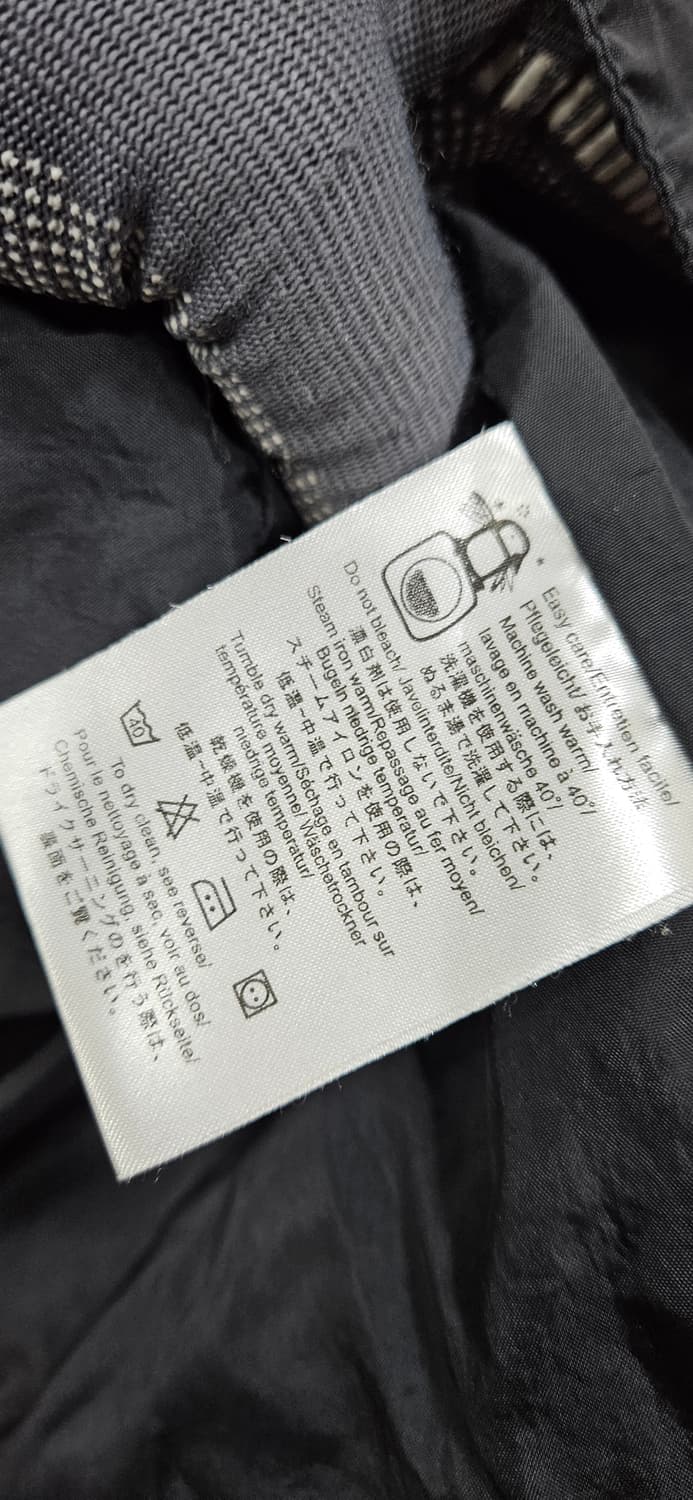 Easy care/Entretien facile/
Pflegeleicht/お手入れ方法
Machine wash warm/
lavage en machine à 40°/
maschinenwäsche 40°/
洗濯機を使用する際には、
ぬるま湯で洗濯して下さい。
Do not bleach/ Javelinterdite/Nicht bleichen/
漂白剤は使用しないで下さい。
Steam iron warm/Repassage au fer moyen/
Bugeln niedrige temperatur/
スチームアイロンを使用の際は、
低温~中温で行って下さい。
Tumble dry warm/Séchage en tambour sur
température moyenne/ Wäschetrockner
niedrige temperatur/
乾燥機を使用の際は、
低温~中温で行って下さい。
40
To dry clean, see reverse/
Pour le nettoyage à sec, voir au dos/
Chemische Reinigung, siehe Rückseite/
ドライクリーニングのを行う際は、
裏面をご覧ください。